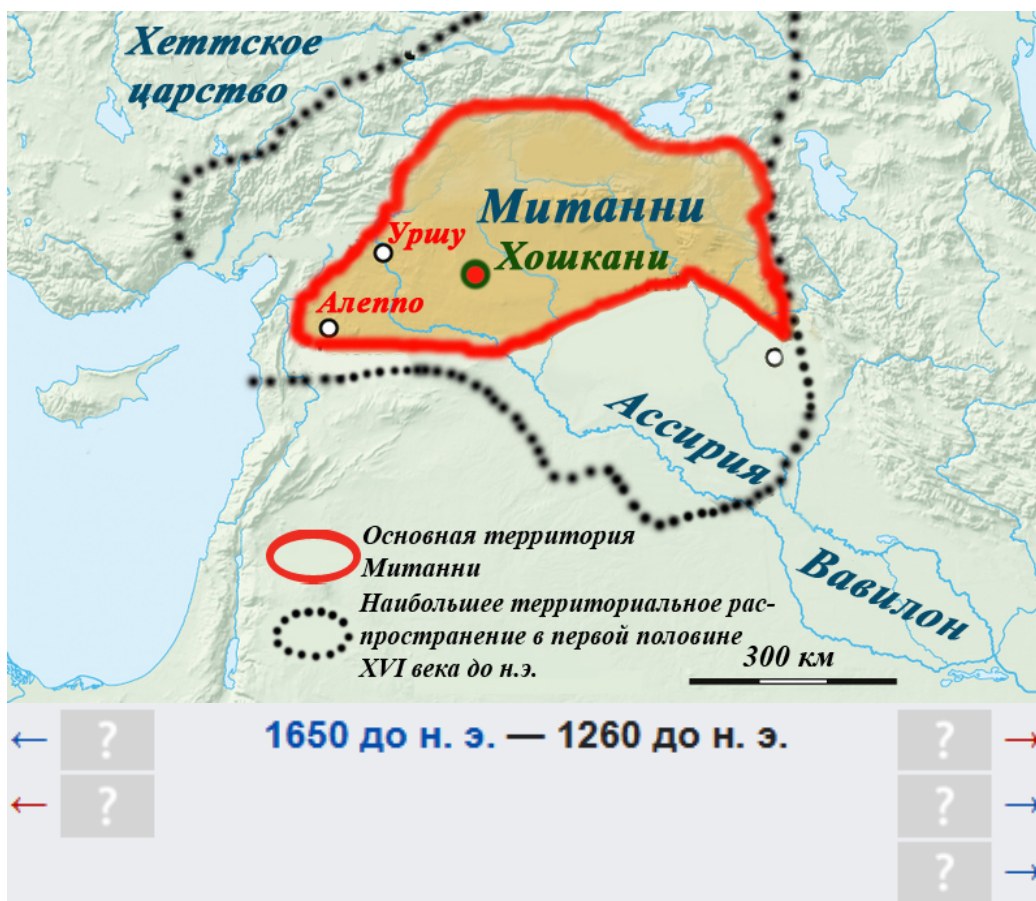 Хеттское
царство
Митанни
Уршу
Хошкани
Алеппо
Ассирия
Основная территория
Митанни
Вавилон
Наибольшее территориальное рас-
пространение в первой половине
XVI века до н.э.
300 км
← ? 1650 до н. э. — 1260 до н. э. ? →
← ? ? →
? →